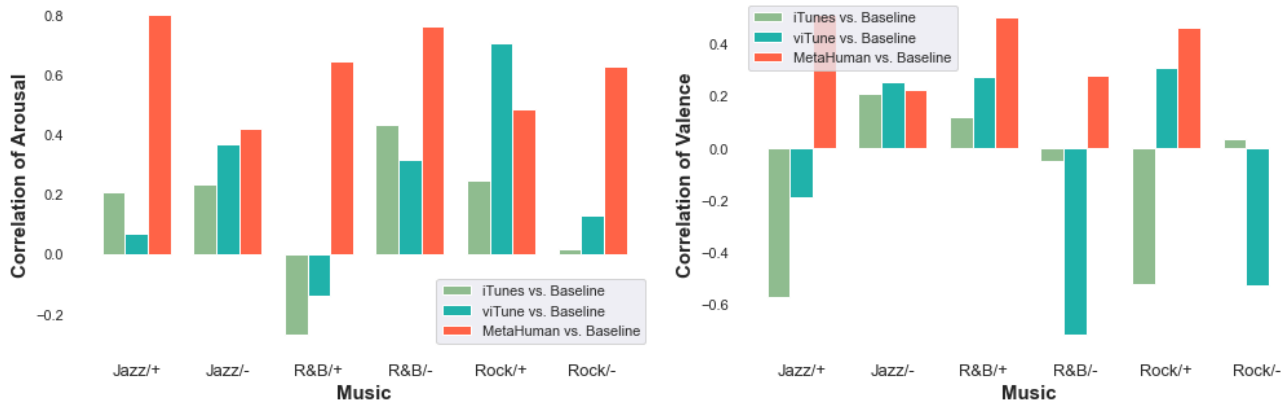 Correlation of Arousal
0.8
0.6
0.4
0.2
0.0
−0.2
iTunes vs. Baseline
viTune vs. Baseline
MetaHuman vs. Baseline
Jazz/+ Jazz/- R&B/+ R&B/- Rock/+ Rock/-
Music
Correlation of Valence
0.4
0.2
0.0
−0.2
−0.4
−0.6
iTunes vs. Baseline
viTune vs. Baseline
MetaHuman vs. Baseline
Jazz/+ Jazz/- R&B/+ R&B/- Rock/+ Rock/-
Music